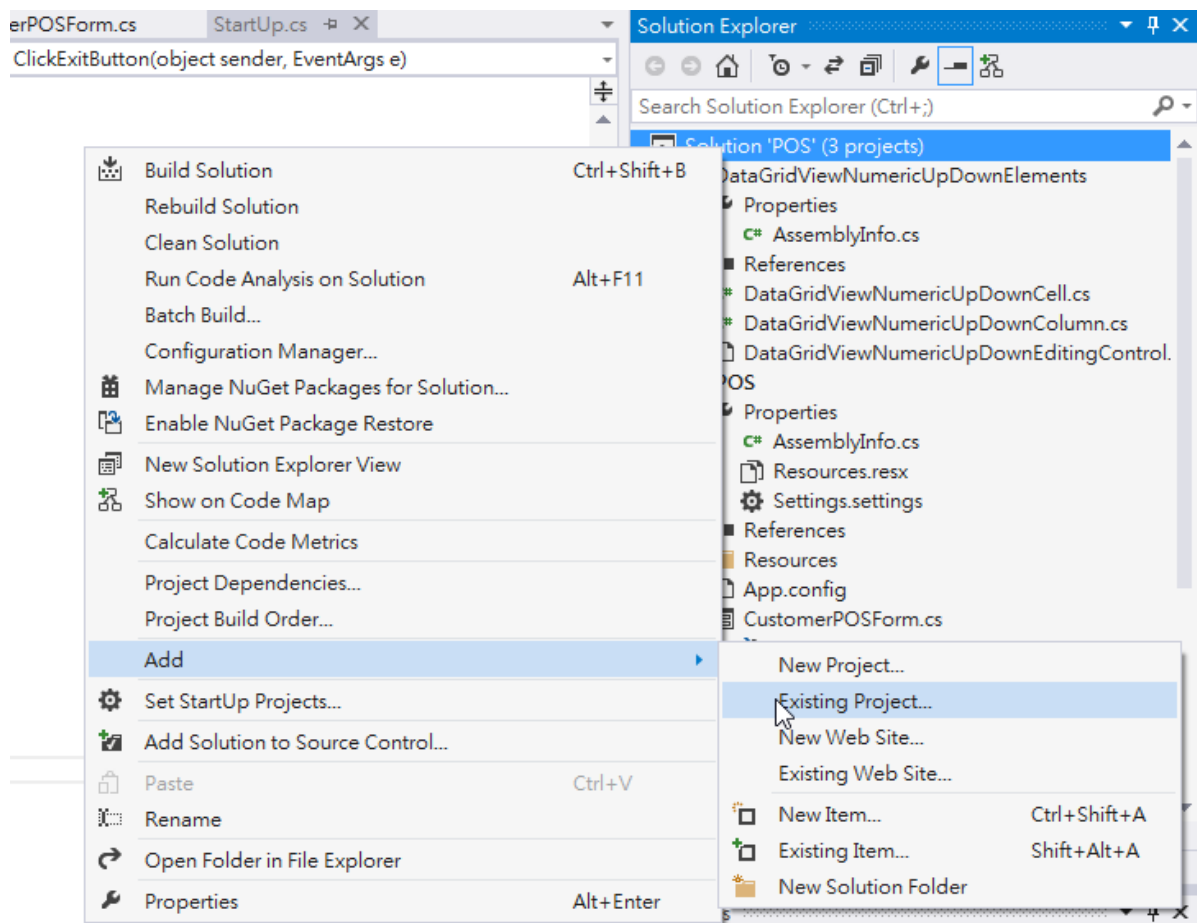 erPOSForm.cs
StartUp.cs
ClickExitButton(object sender, EventArgs e)
Solution Explorer
Search Solution Explorer (Ctrl+;)
Solution 'POS' (3 projects)
DataGridViewNumericUpDownElements
Properties
C# AssemblyInfo.cs
References
DataGridViewNumericUpDownCell.cs
DataGridViewNumericUpDownColumn.cs
DataGridViewNumericUpDownEditingControl.
POS
Properties
C# AssemblyInfo.cs
Resources.resx
Settings.settings
References
Resources
App.config
CustomerPOSForm.cs
Build Solution Ctrl+Shift+B
Rebuild Solution
Clean Solution
Run Code Analysis on Solution Alt+F11
Batch Build...
Configuration Manager...
Manage NuGet Packages for Solution...
Enable NuGet Package Restore
New Solution Explorer View
Show on Code Map
Calculate Code Metrics
Project Dependencies...
Project Build Order...
Add
Set StartUp Projects...
Add Solution to Source Control...
Paste Ctrl+V
Rename
Open Folder in File Explorer
Properties Alt+Enter
New Project...
Existing Project...
New Web Site...
Existing Web Site...
New Item... Ctrl+Shift+A
Existing Item... Shift+Alt+A
New Solution Folder